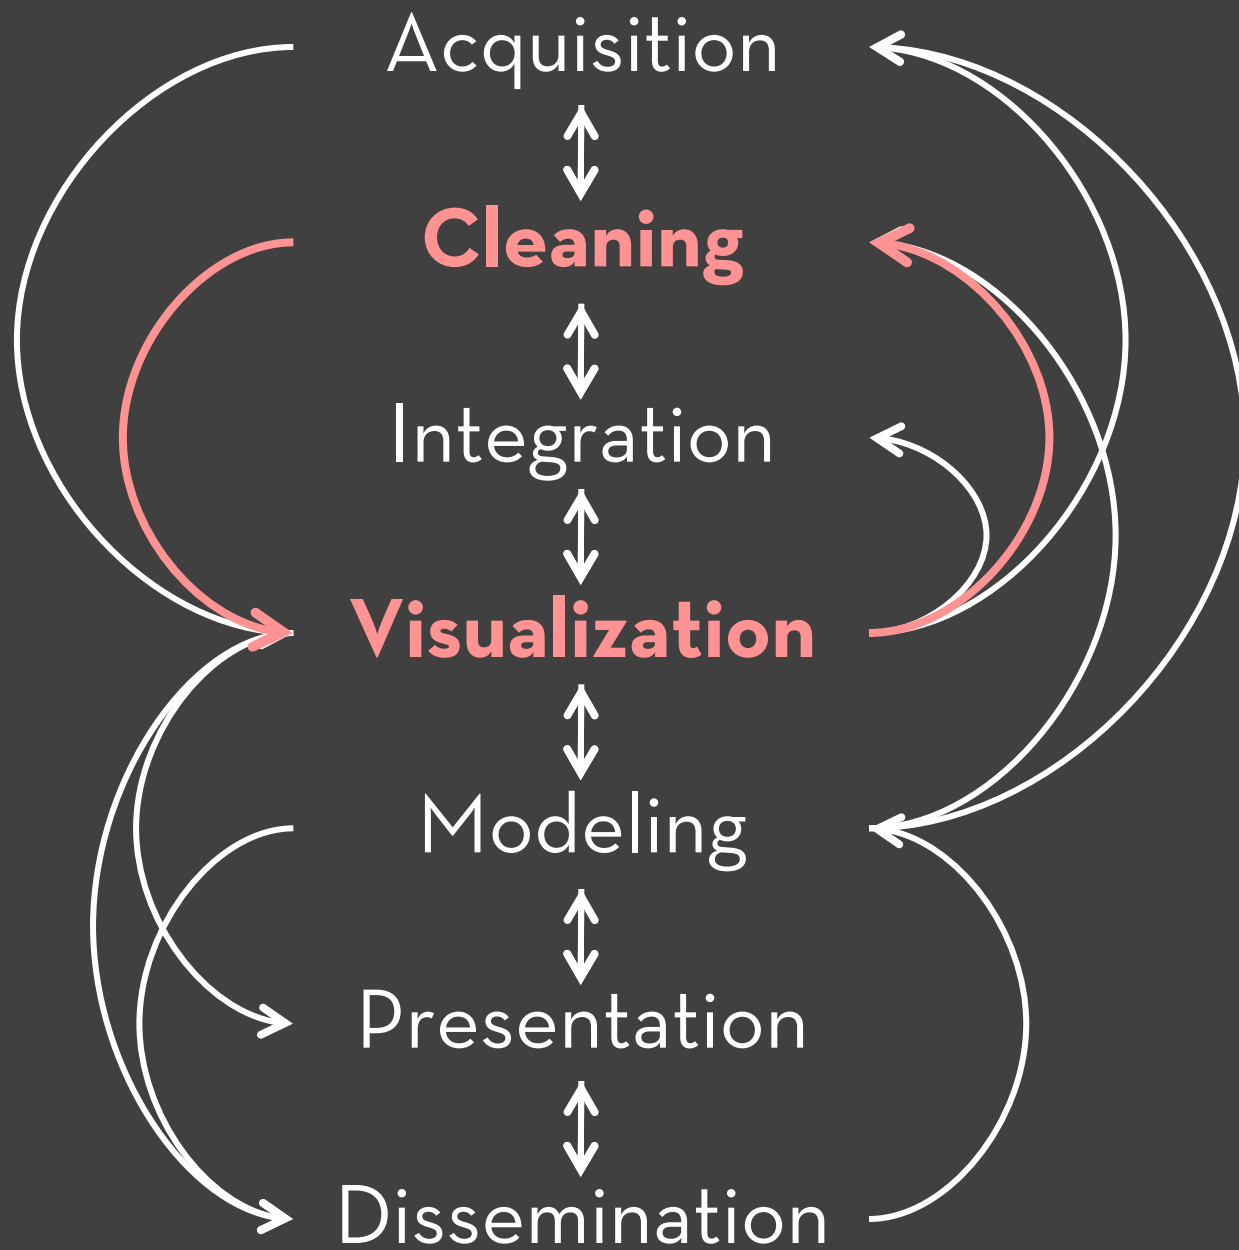 Acquisition
Cleaning
Integration
Visualization
Modeling
Presentation
Dissemination